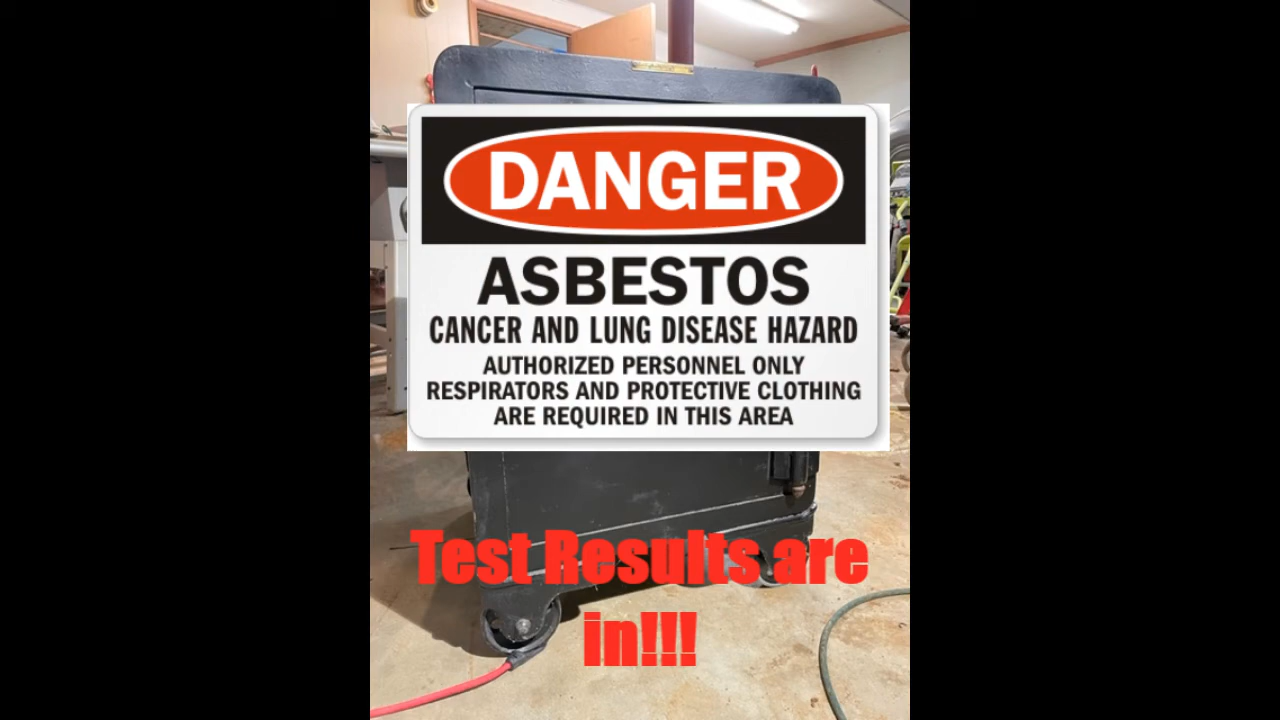 DANGER
ASBESTOS
CANCER AND LUNG DISEASE HAZARD
AUTHORIZED PERSONNEL ONLY
RESPIRATORS AND PROTECTIVE CLOTHING
ARE REQUIRED IN THIS AREA
Test Results are
in!!!